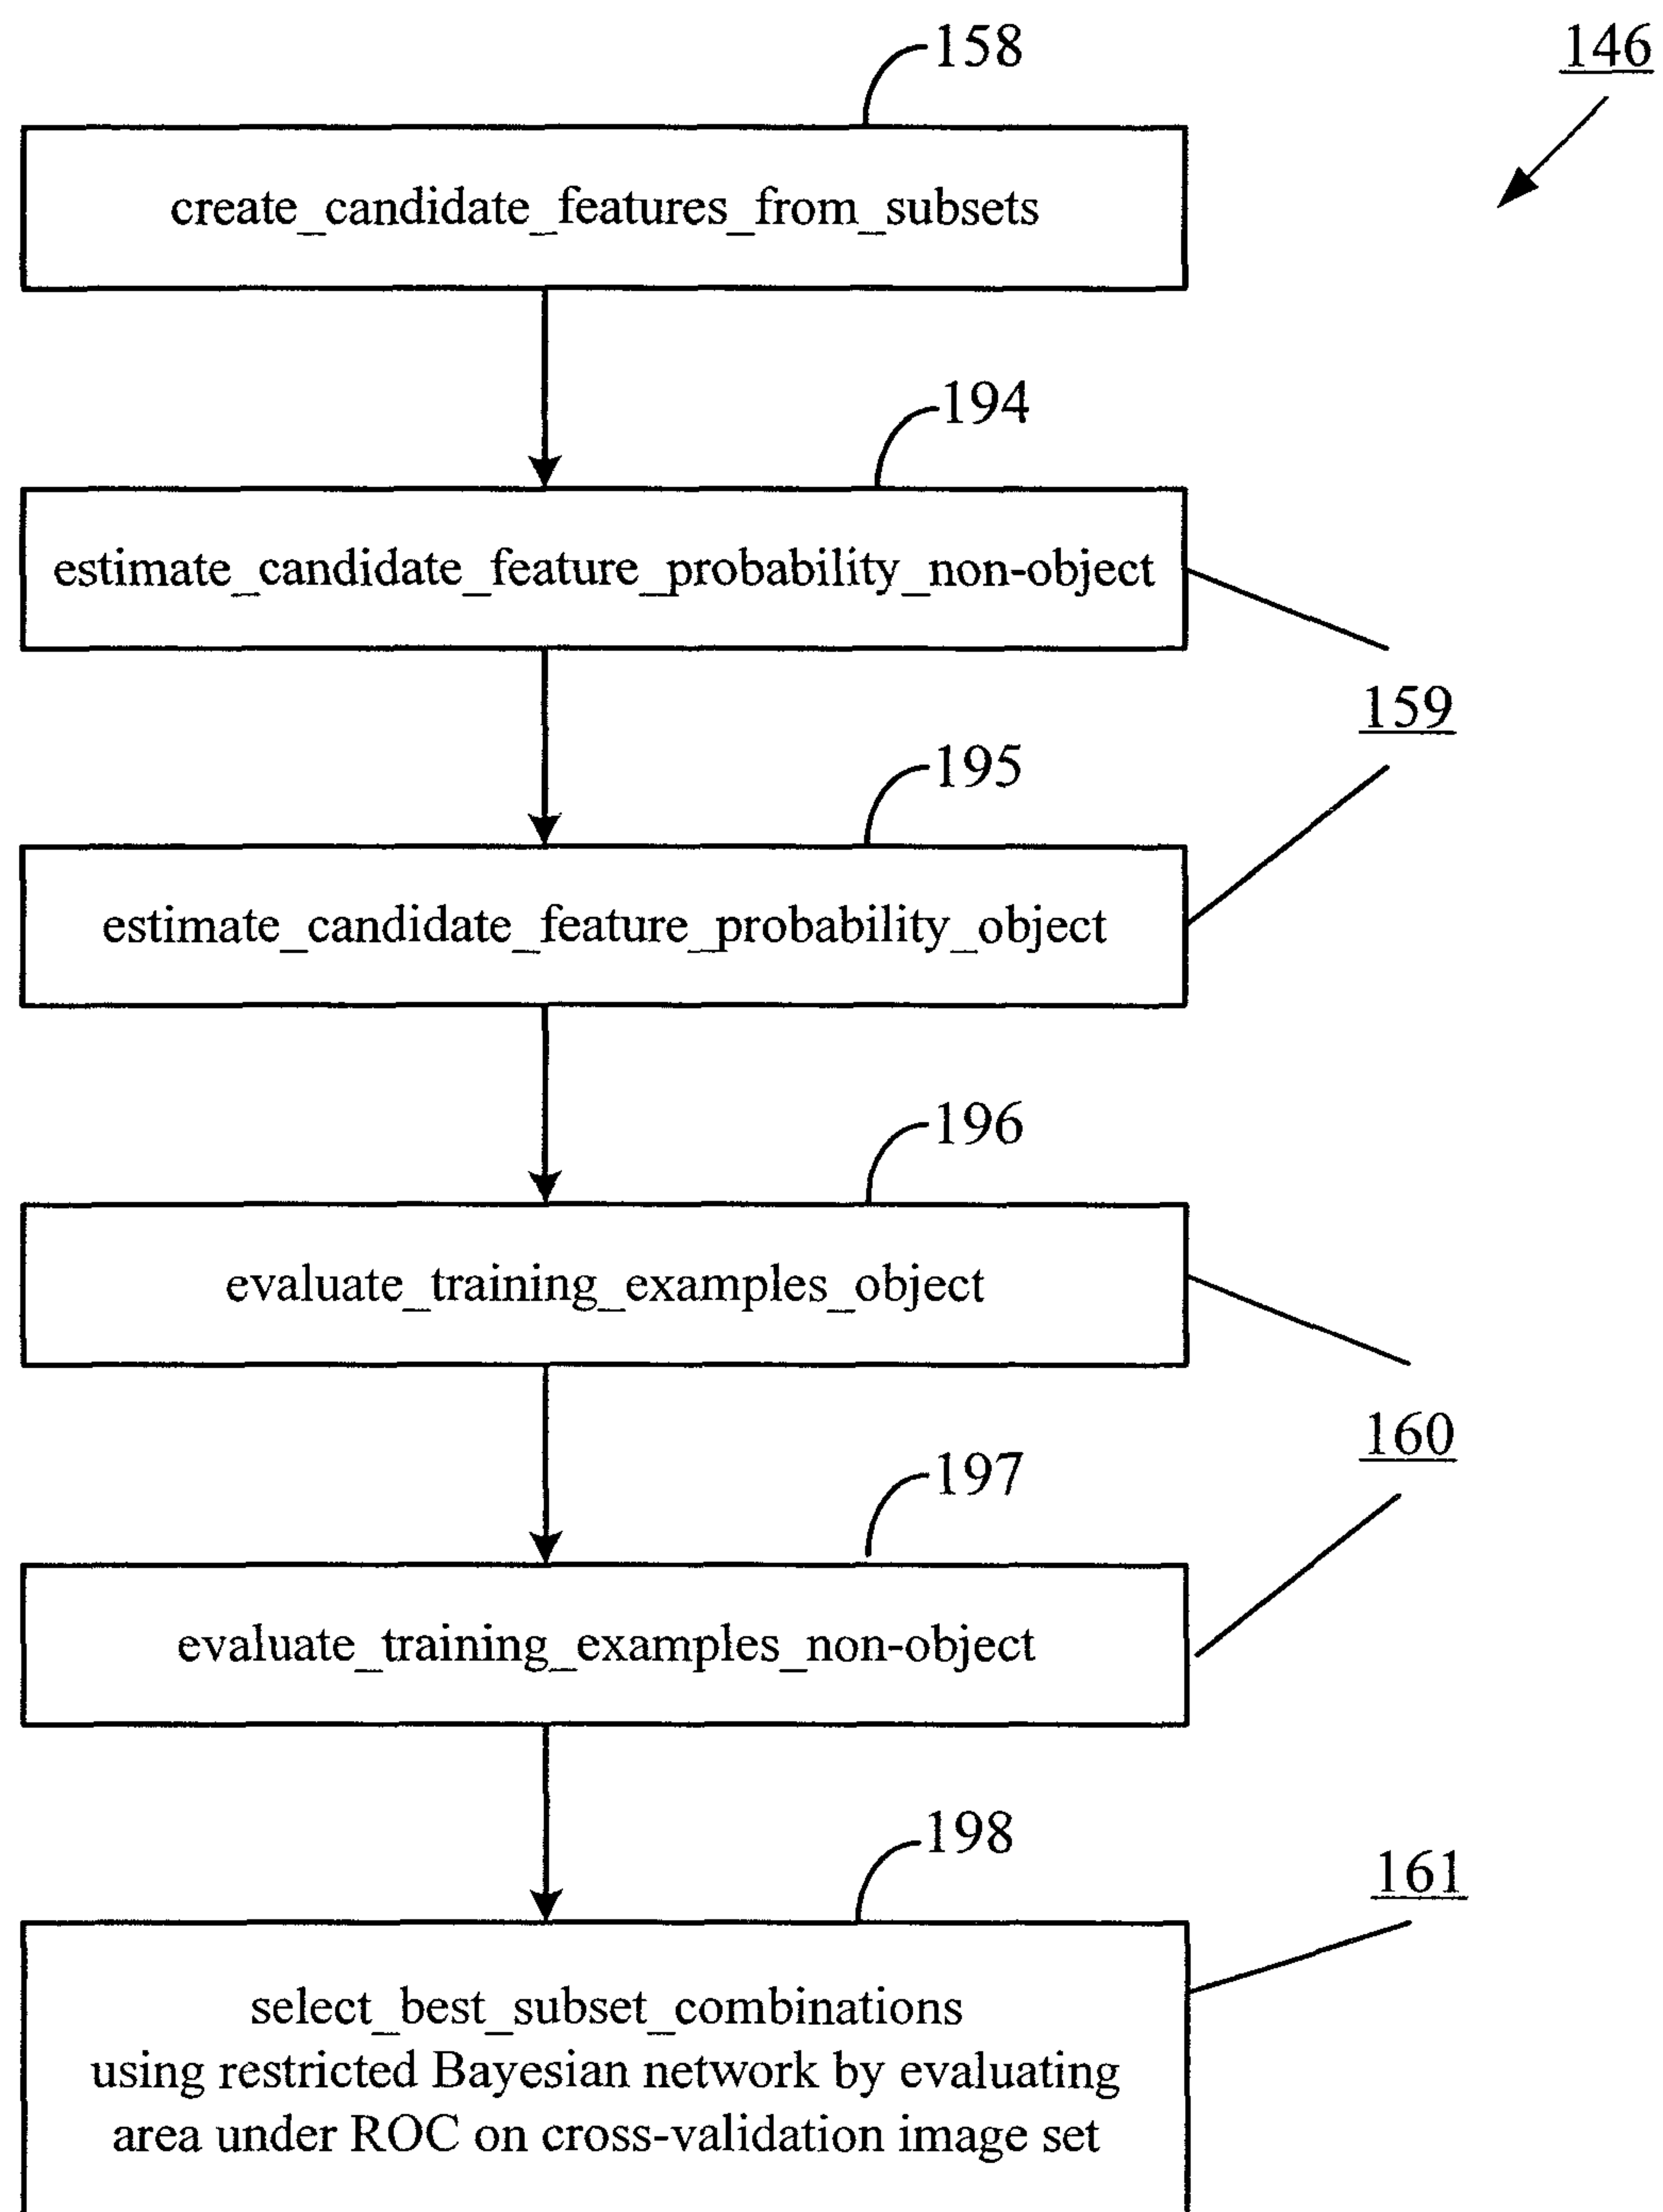 158
146
create_candidate_features_from_subsets
194
estimate_candidate_feature_probability_non-object
159
195
estimate_candidate_feature_probability_object
196
evaluate_training_examples_object
160
197
evaluate_training_examples_non-object
198
161
select_best_subset_combinations
using restricted Bayesian network by evaluating
area under ROC on cross-validation image set